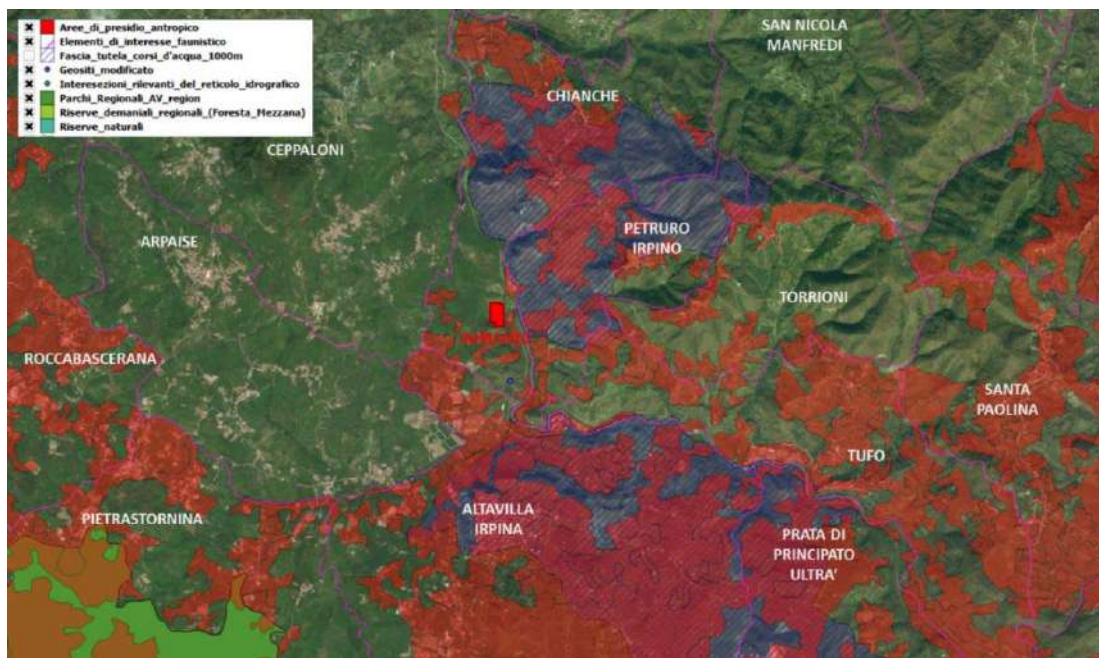 Aree_di_presidio_antropico
Elementi_di_interesse_faunistico
Fascia_tutela_corsi_d'acqua_1000m
Geositi_modificato
Interesezioni_rilevanti_del_reticolo_idrografico
Parchi_Regionali_AV_region
Riserve_demaniali_regionali_(Foresta_Mezzana)
Riserve_naturali
SAN NICOLA
MANFREDI
CHIANCHE
CEPPALONI
ARPAISE
PETRURO
IRPINO
TORRIONI
ROCCABASCERANA
SANTA
PAOLINA
TUFO
ALTAVILLA
IRPINA
PIETRASTORNINA
PRATA DI
PRINCIPATO
ULTRA'